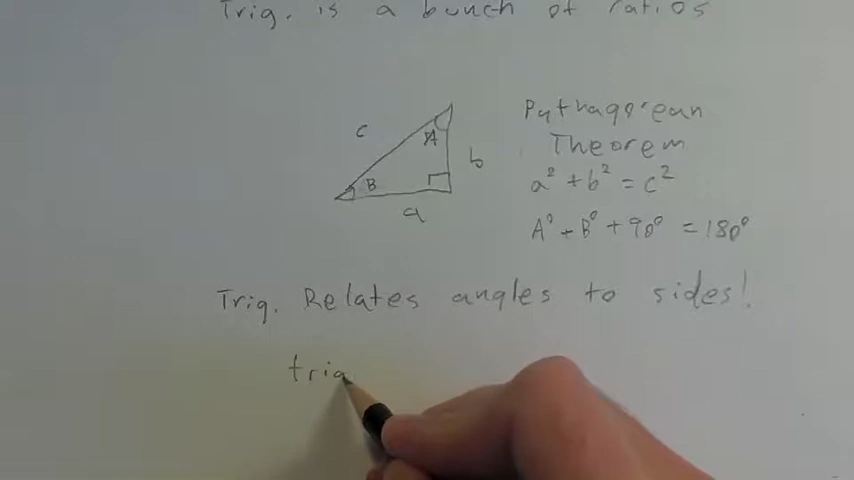 Trig. is a bunch of ratios
Pythagorean
Theorem
c
A
b
B
a
a² + b² = c²
A° + B° + 90° = 180°
Trig. Relates angles to sides!
trig